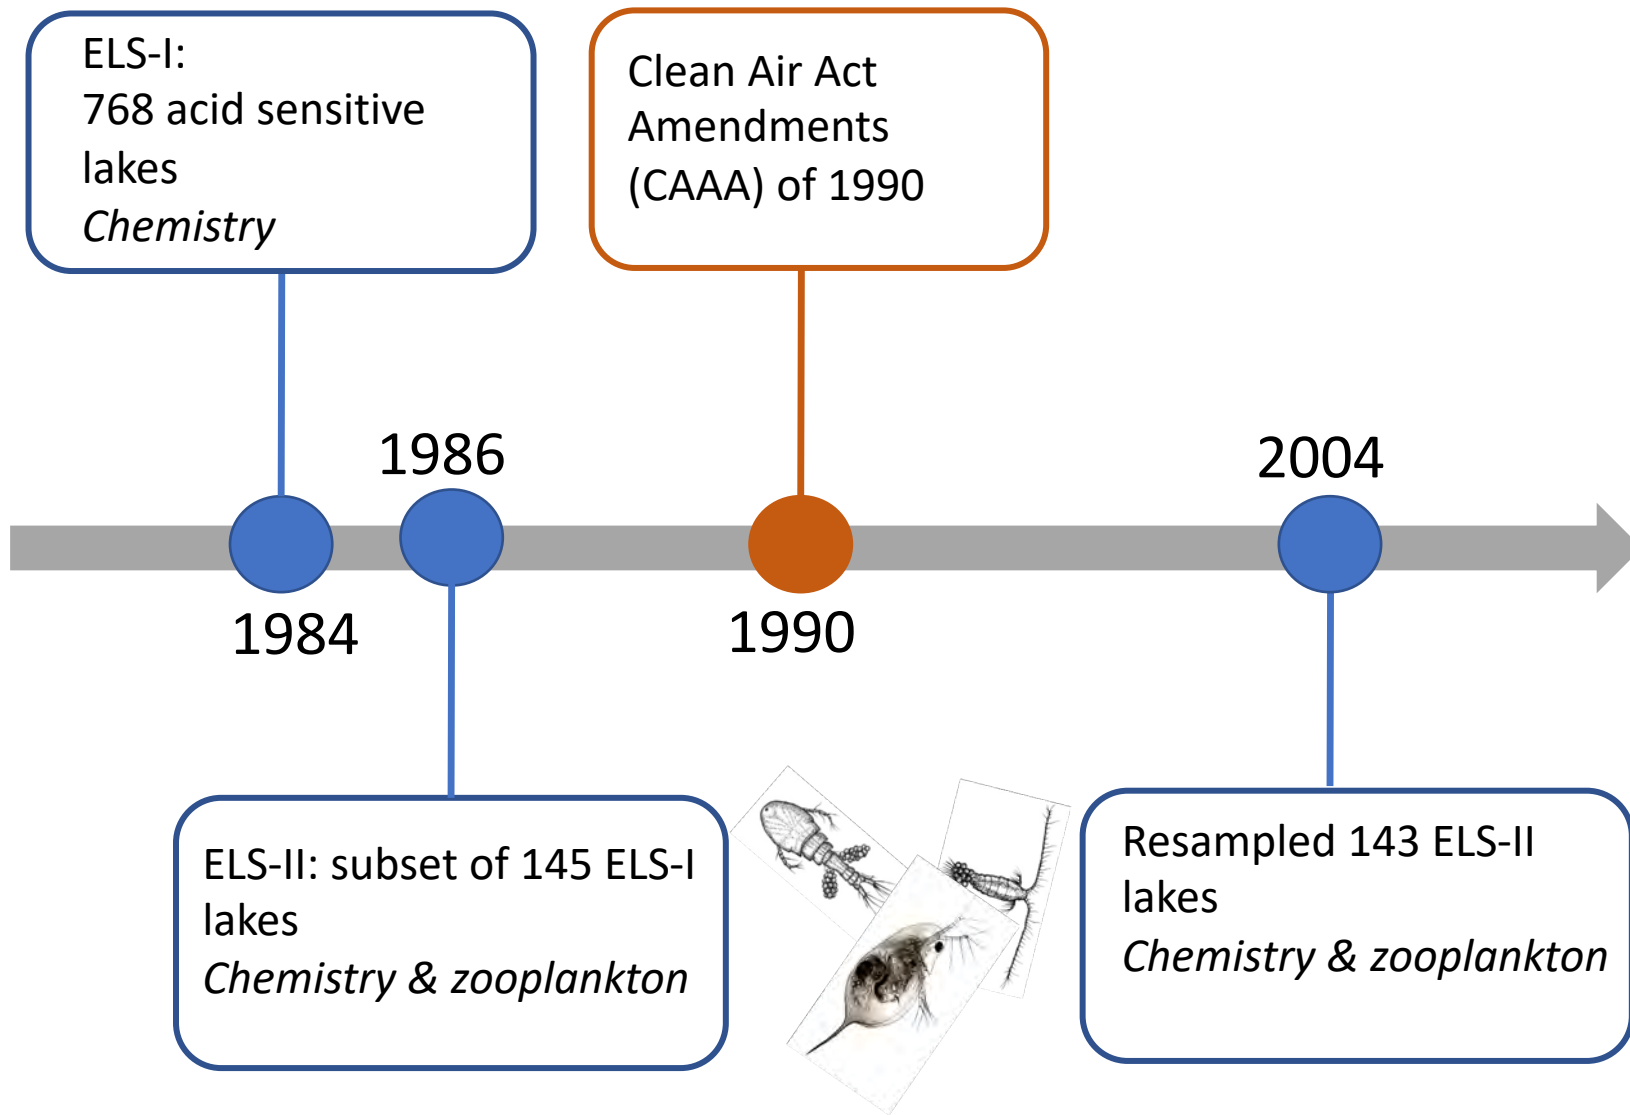 ELS-I:
768 acid sensitive
lakes
Chemistry
Clean Air Act
Amendments
(CAAA) of 1990
1986
2004
1984
1990
ELS-II: subset of 145 ELS-I
lakes
Chemistry & zooplankton
Resampled 143 ELS-II
lakes
Chemistry & zooplankton